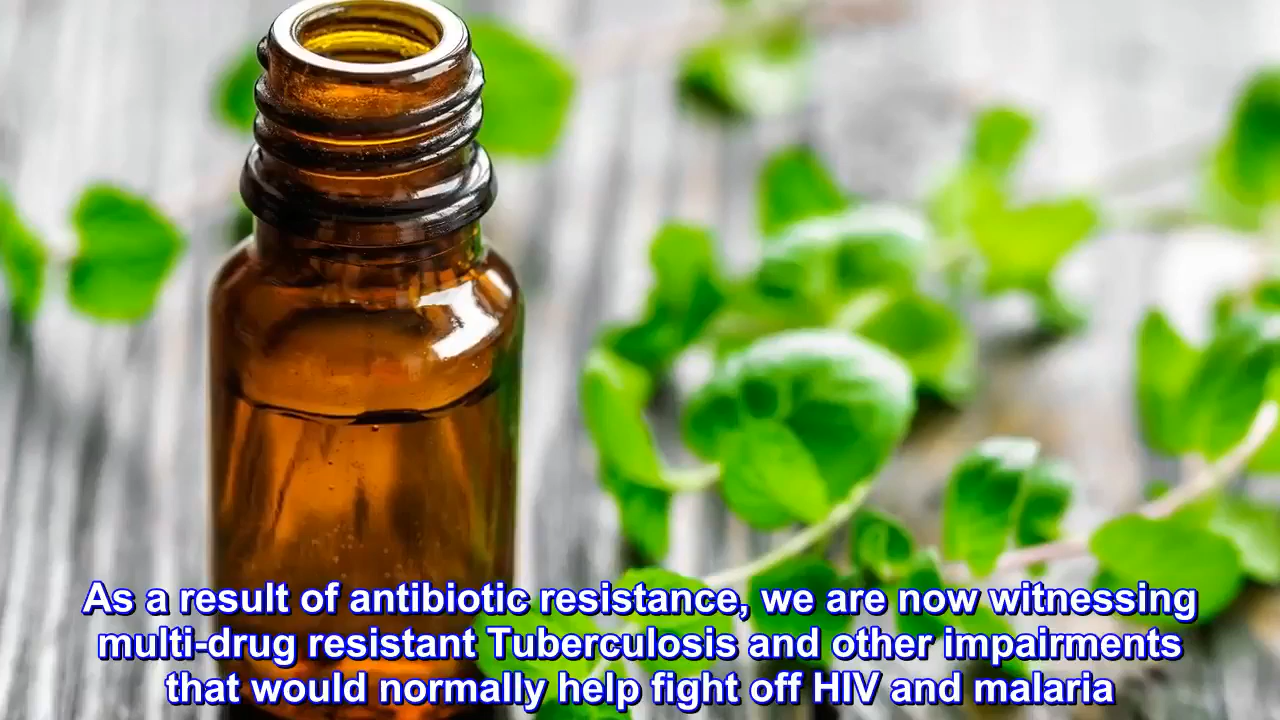 As a result of antibiotic resistance, we are now witnessing
multi-drug resistant Tuberculosis and other impairments
that would normally help fight off HIV and malaria